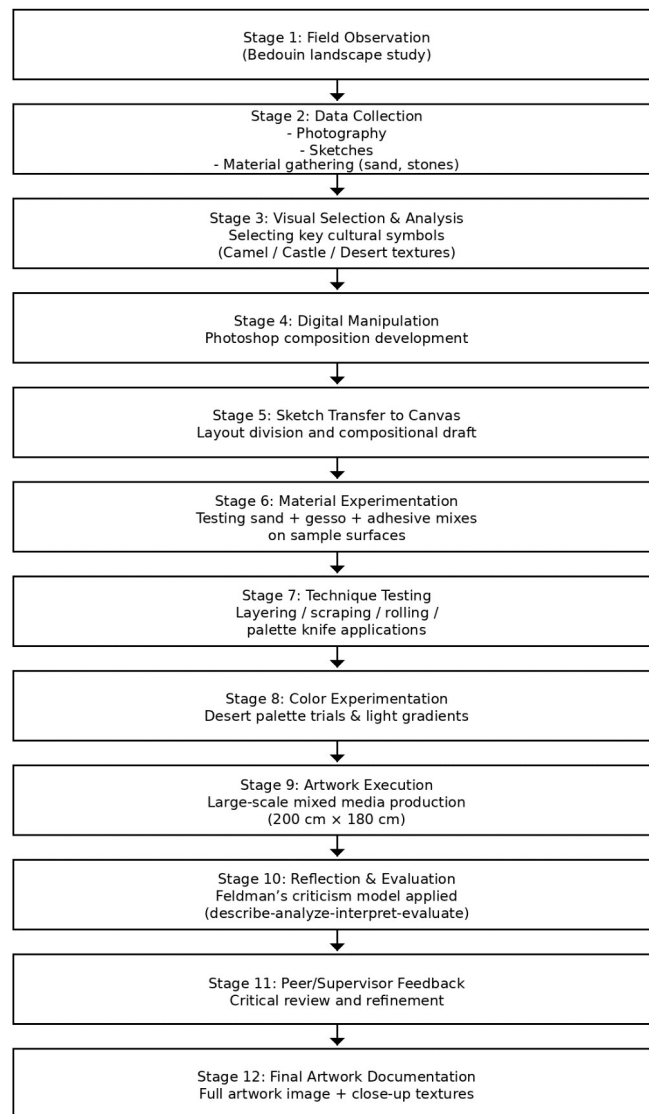 Stage 1: Field Observation
(Bedouin landscape study)
Stage 2: Data Collection
- Photography
- Sketches
- Material gathering (sand, stones)
Stage 3: Visual Selection & Analysis
Selecting key cultural symbols
(Camel / Castle / Desert textures)
Stage 4: Digital Manipulation
Photoshop composition development
Stage 5: Sketch Transfer to Canvas
Layout division and compositional draft
Stage 6: Material Experimentation
Testing sand + gesso + adhesive mixes
on sample surfaces
Stage 7: Technique Testing
Layering / scraping / rolling /
palette knife applications
Stage 8: Color Experimentation
Desert palette trials & light gradients
Stage 9: Artwork Execution
Large-scale mixed media production
(200 cm × 180 cm)
Stage 10: Reflection & Evaluation
Feldman’s criticism model applied
(describe-analyze-interpret-evaluate)
Stage 11: Peer/Supervisor Feedback
Critical review and refinement
Stage 12: Final Artwork Documentation
Full artwork image + close-up textures